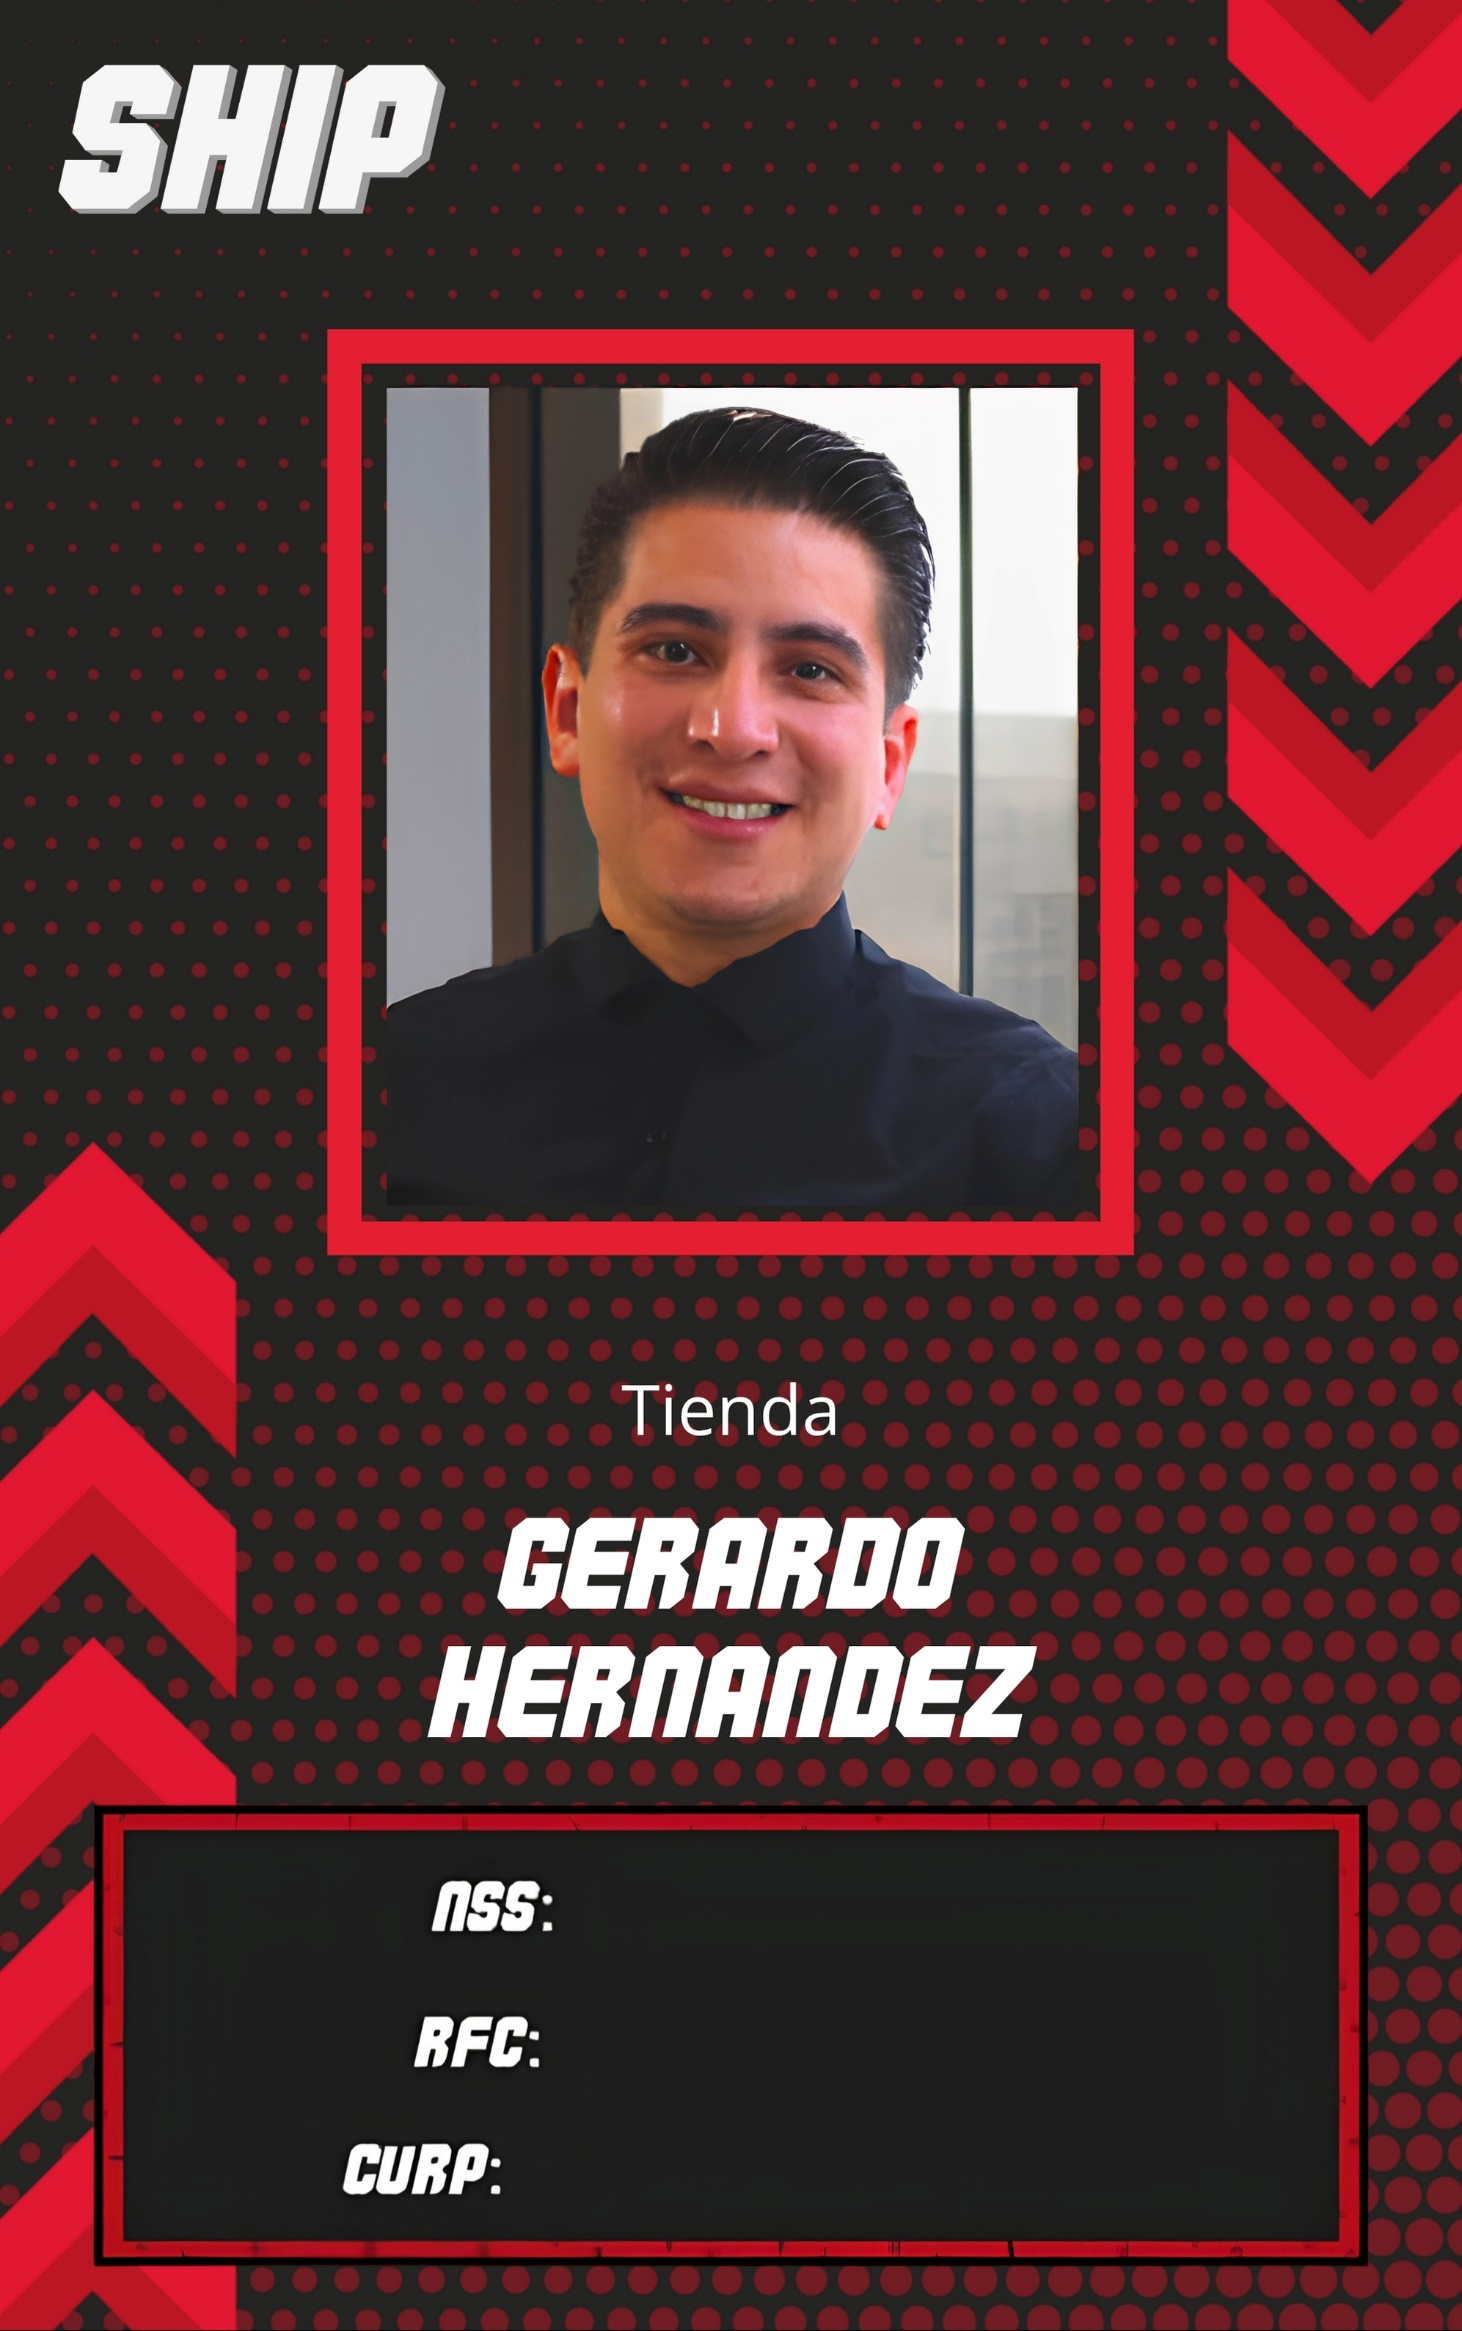 SHIP
Tienda
GERARDO
HERNANDEZ
NSS:
RFC:
CURP: